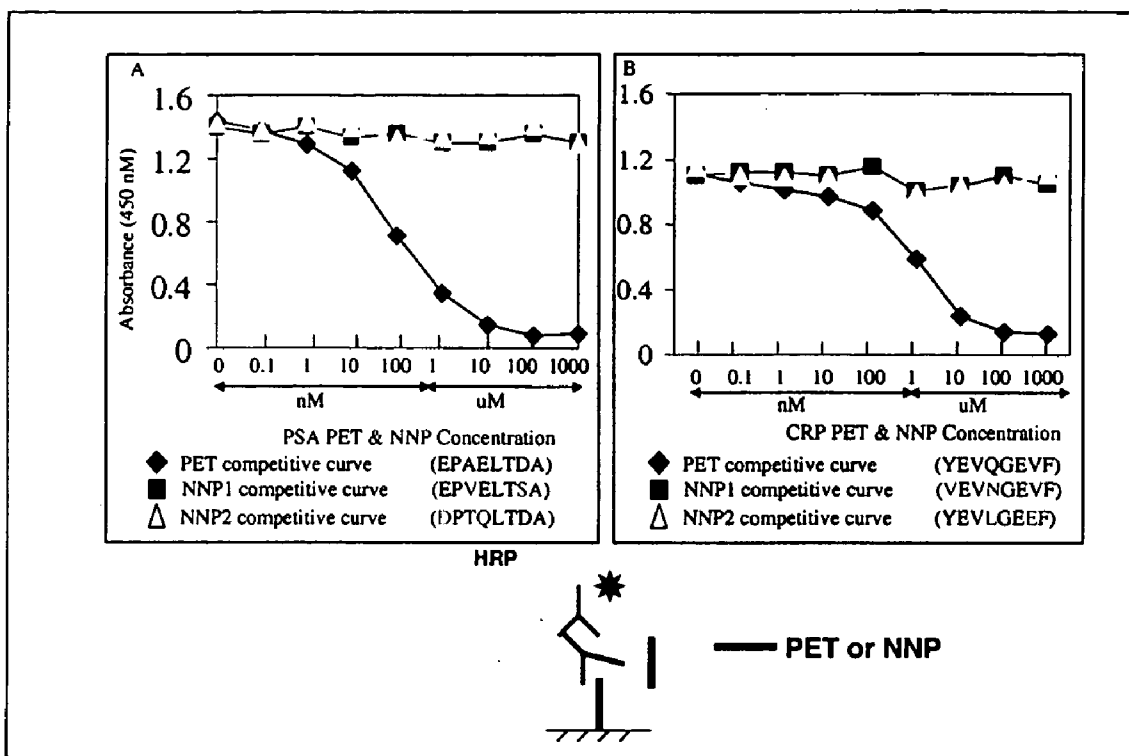 A
1.6
1.2
0.8
0.4
0
Absorbance (450 nM)
0 0.1 1 10 100 1 10 100 1000
nM uM
PSA PET & NNP Concentration
PET competitive curve (EPAELTDA)
NNP1 competitive curve (EPVELTSA)
NNP2 competitive curve (DPTQLTDA)
B
1.6
1.2
0.8
0.4
0
0 0.1 1 10 100 1 10 100 1000
nM uM
CRP PET & NNP Concentration
PET competitive curve (YEVQGEVF)
NNP1 competitive curve (VEVNGEVF)
NNP2 competitive curve (YEVLGEEF)
HRP
PET or NNP